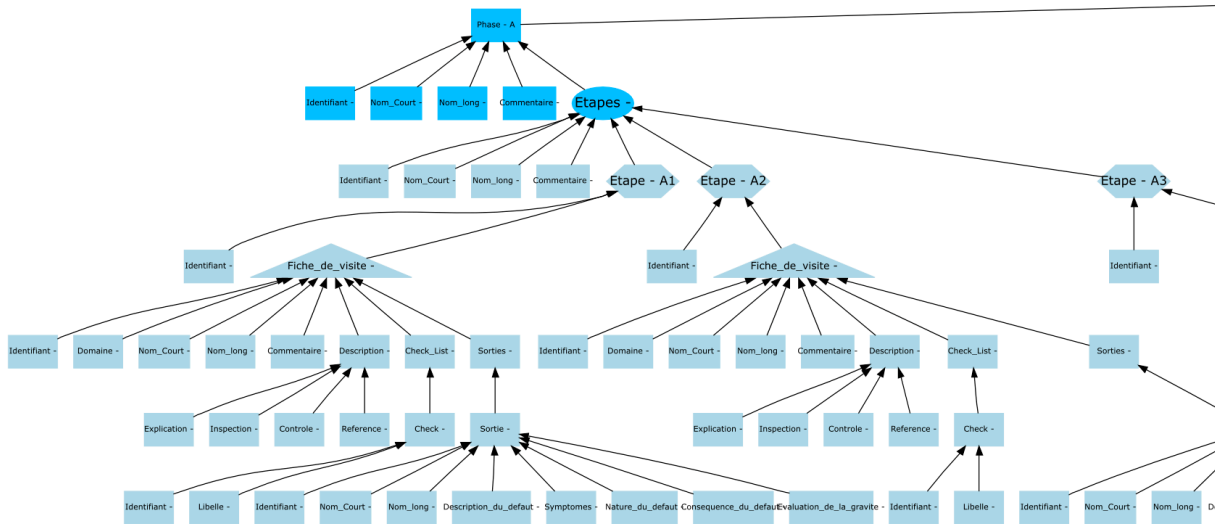 Phase - A
Identifiant -
Nom_Court -
Nom_long -
Commentaire -
Etapes -
Identifiant -
Nom_Court -
Nom_long -
Commentaire -
Etape - A1
Etape - A2
Etape - A3
Identifiant -
Fiche_de_visite -
Identifiant -
Fiche_de_visite -
Identifiant -
Identifiant -
Domaine -
Nom_Court -
Nom_long -
Commentaire -
Description -
Check_List -
Sorties -
Identifiant -
Domaine -
Nom_Court -
Nom_long -
Commentaire -
Description -
Check_List -
Sorties -
Explication -
Inspection -
Controle -
Reference -
Check -
Sortie -
Explication -
Inspection -
Controle -
Reference -
Check -
Identifiant -
Libelle -
Identifiant -
Nom_Court -
Nom_long -
Description_du_defaut -
Symptomes -
Nature_du_defaut
Consequence_du_defaut
Evaluation_de_la_gravite -
Identifiant -
Libelle -
Identifiant -
Nom_Court -
Nom_long -